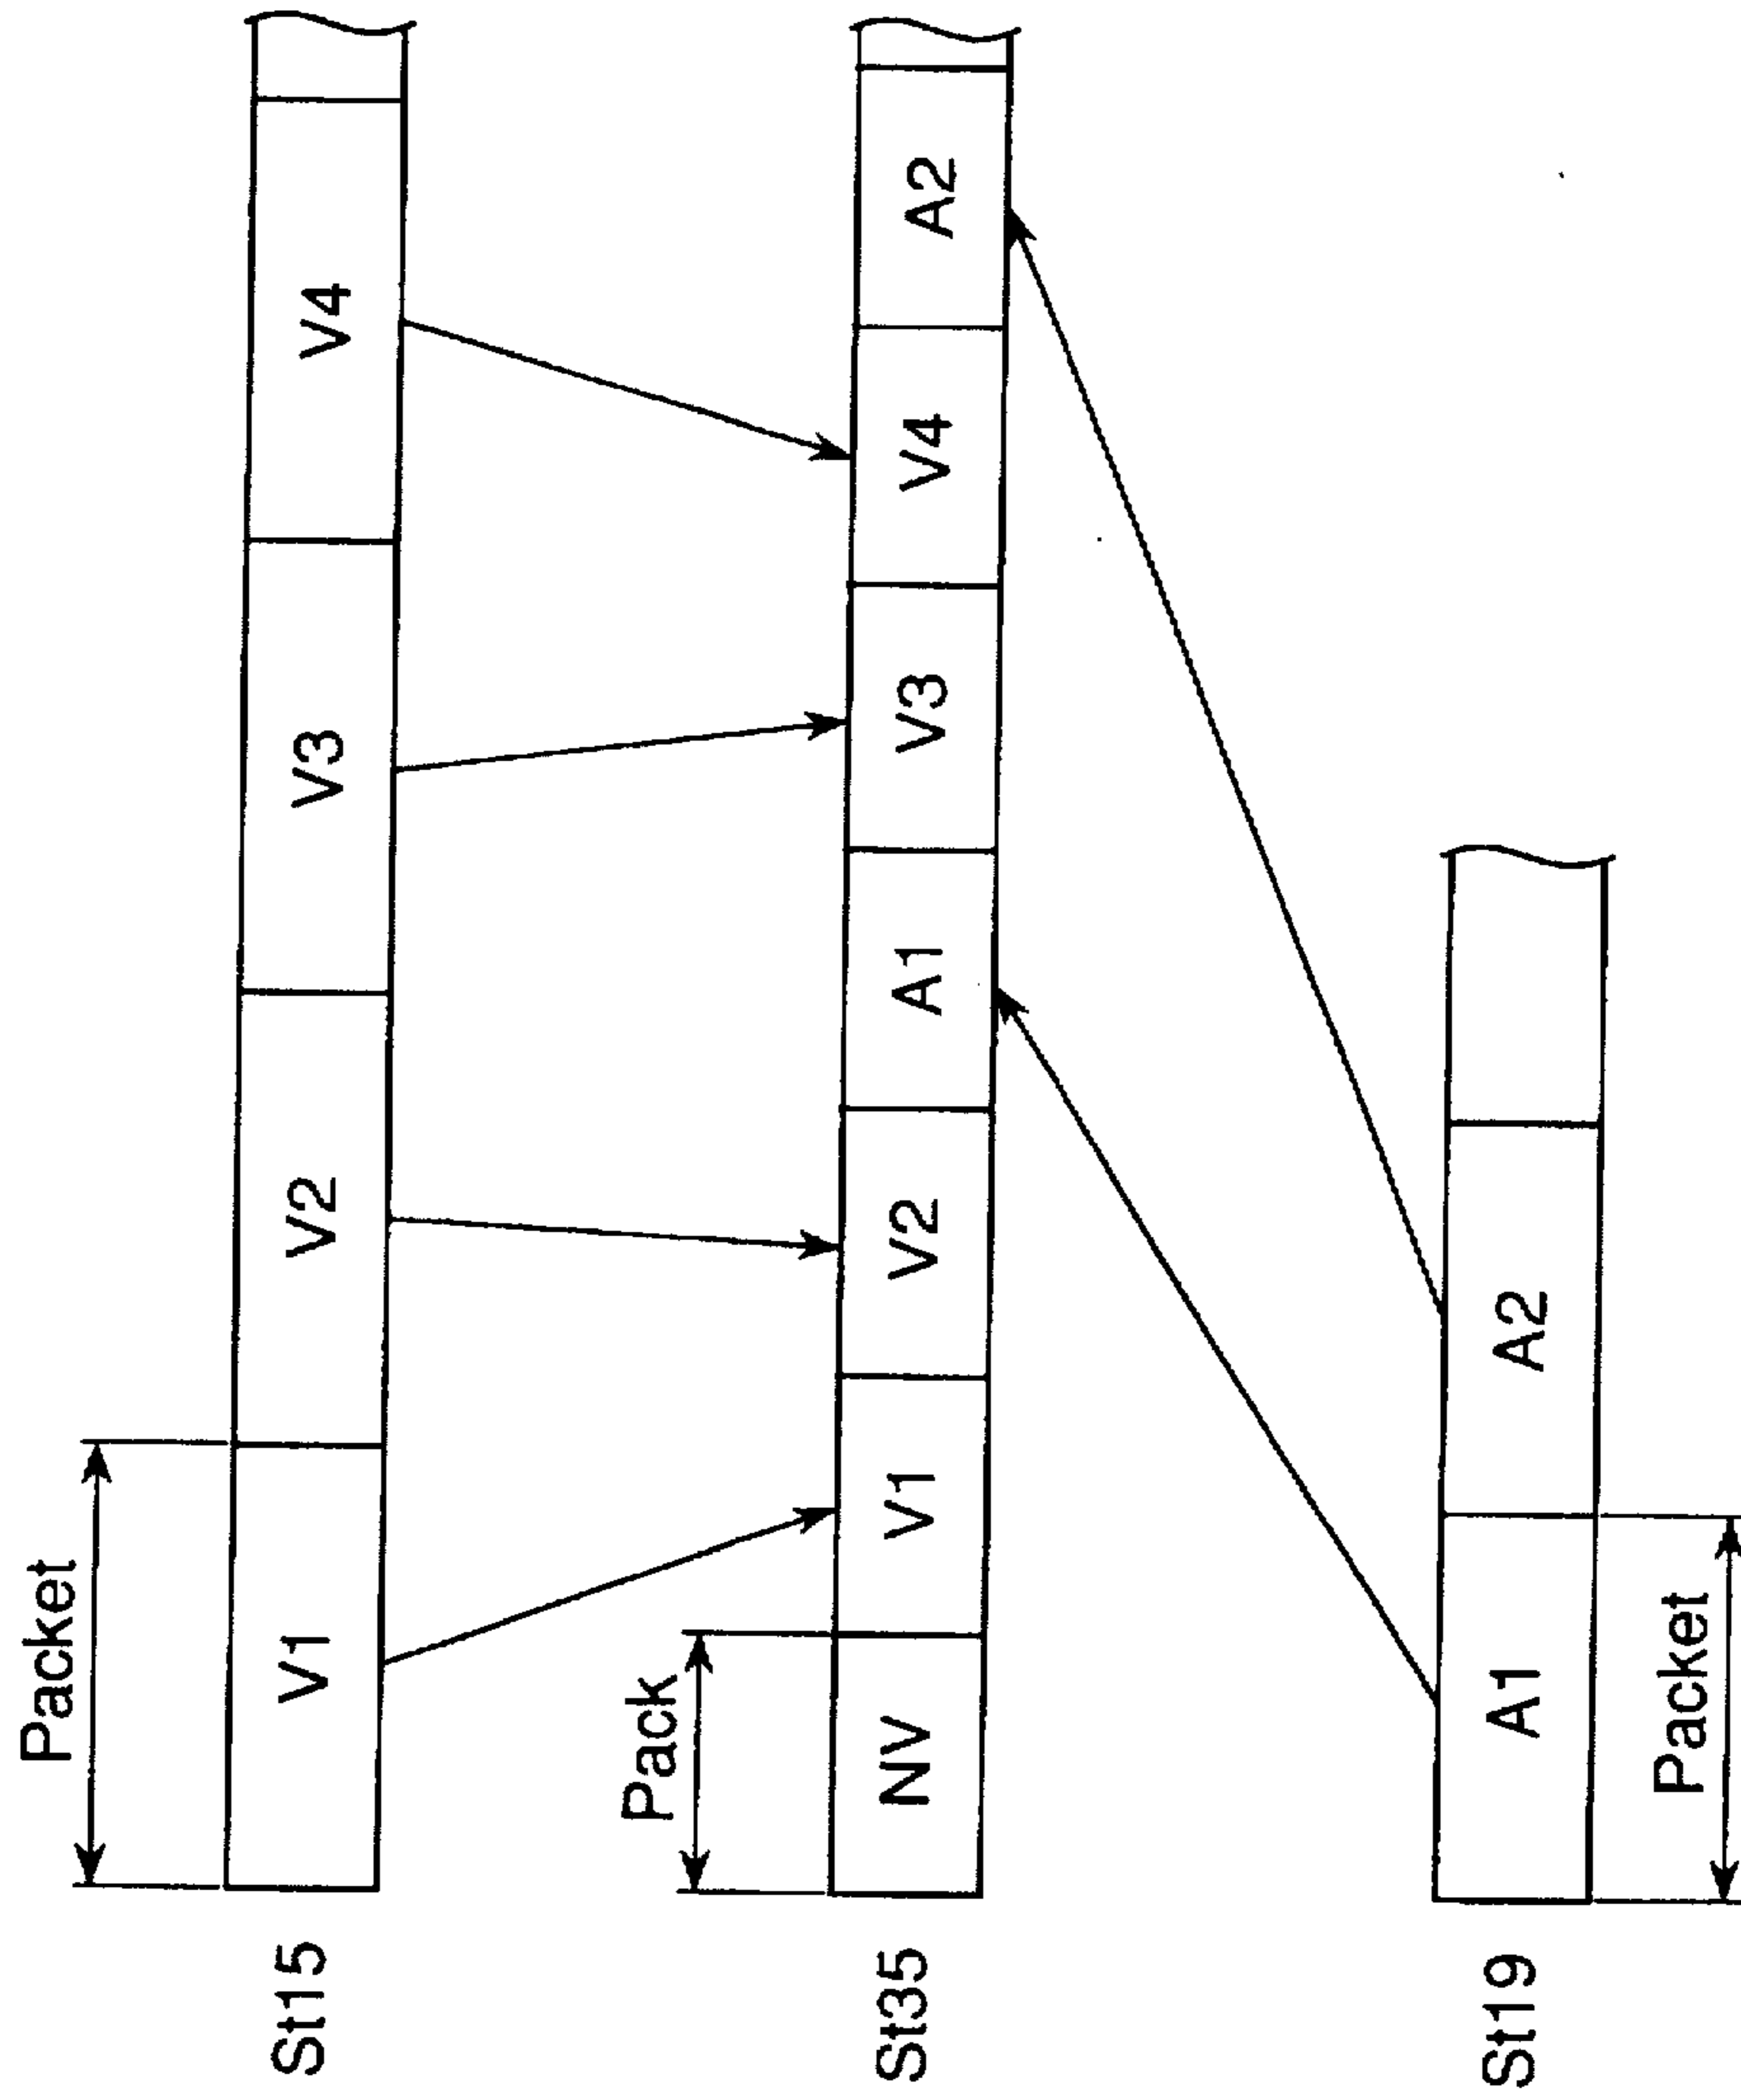 Packet
St15 V1 V2 V3 V4
Pack
St35 NV V1 V2 A1 V3 V4 A2
St19 A1 A2
Packet